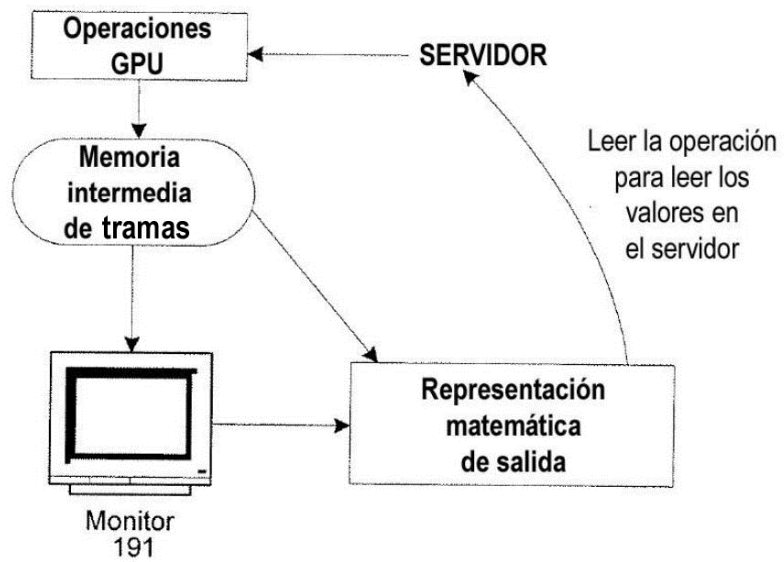 Operaciones
GPU
SERVIDOR
Memoria
intermedia
de tramas
Leer la operación
para leer los
valores en
el servidor
Representación
matemática
de salida
Monitor
191